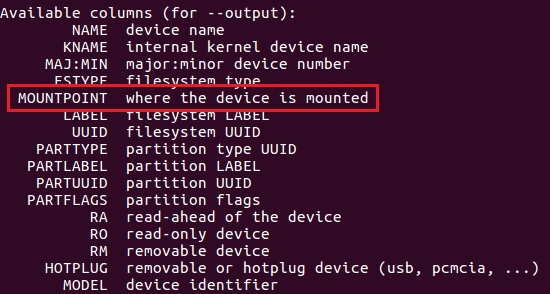 Available columns (for --output):
NAME device name
KNAME internal kernel device name
MAJ:MIN major:minor device number
FSTYPE filesystem type
MOUNTPOINT where the device is mounted
LABEL filesystem LABEL
UUID filesystem UUID
PARTTYPE partition type UUID
PARTLABEL partition LABEL
PARTUUID partition UUID
PARTFLAGS partition flags
RA read-ahead of the device
RO read-only device
RM removable device
HOTPLUG removable or hotplug device (usb, pcmcia, ...)
MODEL device identifier